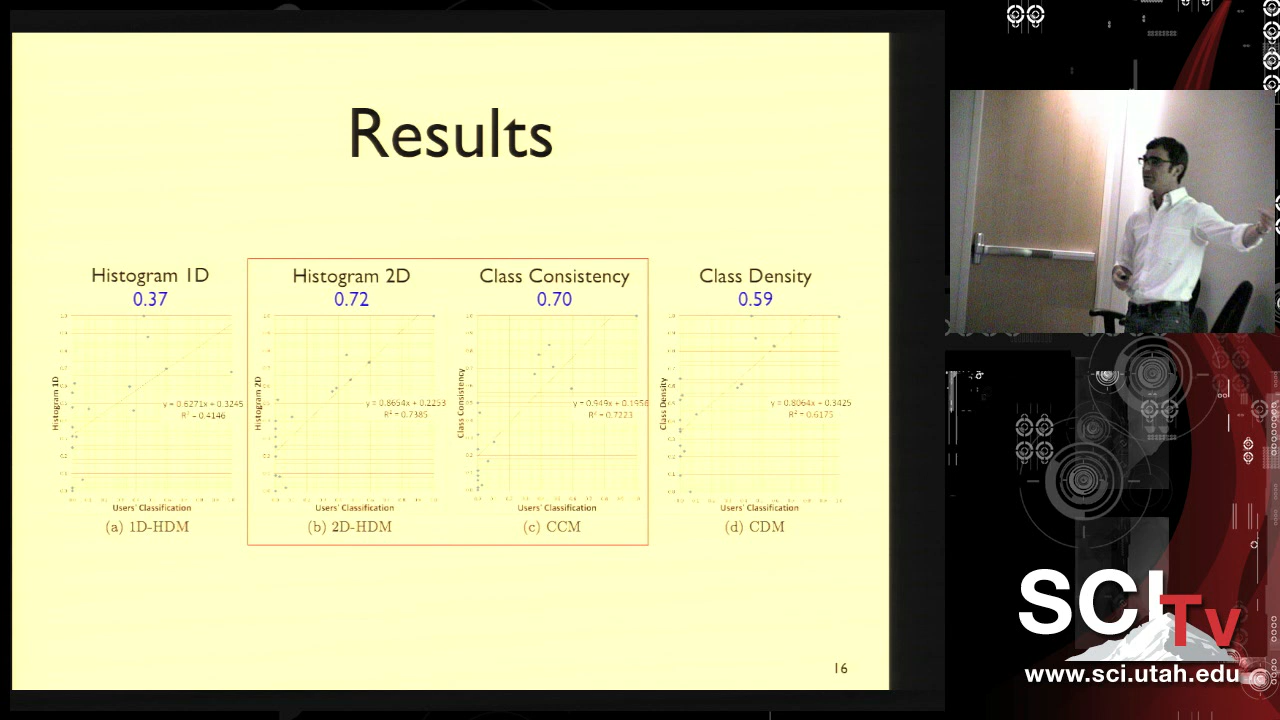 Results
Histogram 1D
0.37
Histogram 2D
0.72
Class Consistency
0.70
Class Density
0.59
Histogram 1D
y = 0.6271x + 0.3245
R² = 0.4146
Users' Classification
(a) 1D-HDM
Histogram 2D
y = 0.8654x + 0.2253
R² = 0.7385
Users' Classification
(b) 2D-HDM
Class Consistency
y = 0.949x + 0.1956
R² = 0.7223
Users' Classification
(c) CCM
Class Density
y = 0.8064x + 0.3425
R² = 0.6175
Users' Classification
(d) CDM
16
SCI
Tv
www.sci.utah.edu